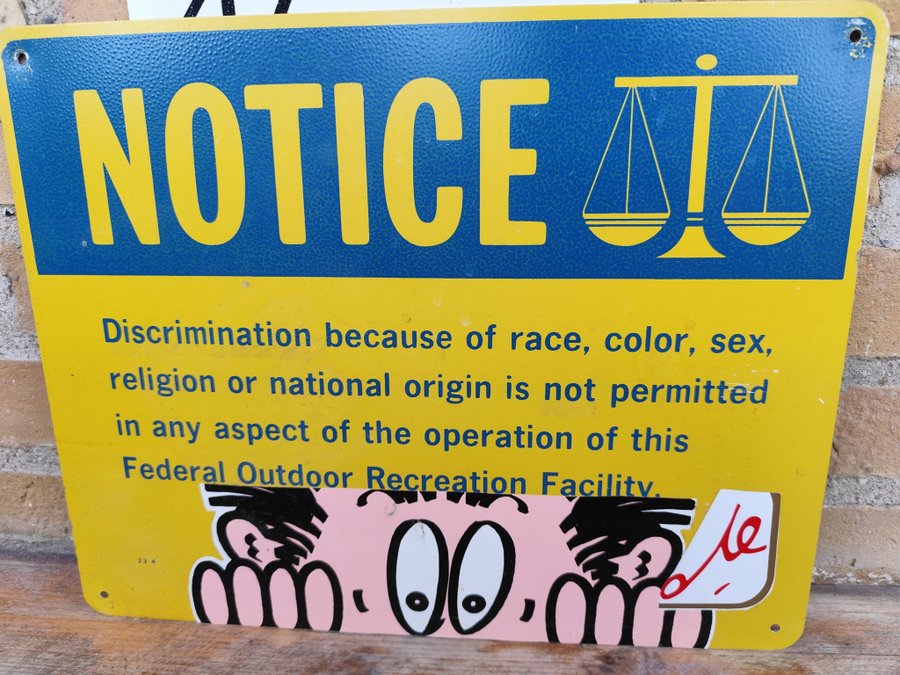 NOTICE
Discrimination because of race, color, sex,
religion or national origin is not permitted
in any aspect of the operation of this
Federal Outdoor Recreation Facility.
73 4